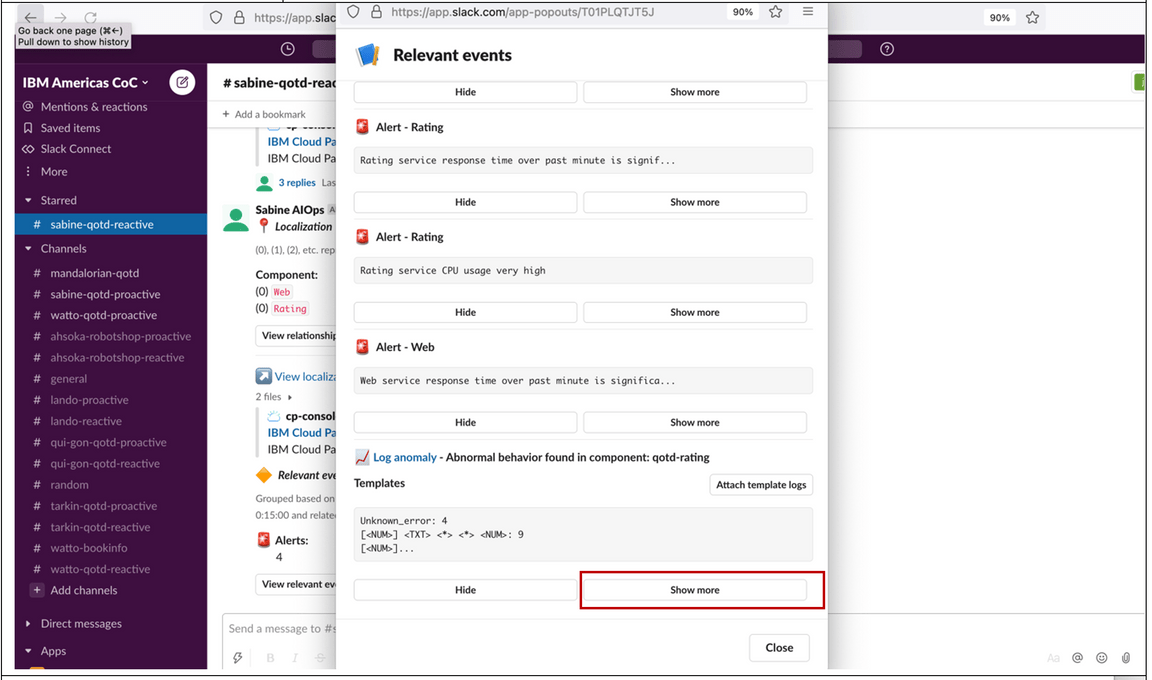 https://app.slac
90%
Go back one page (⌘←)
Pull down to show history
IBM Americas CoC
@ Mentions & reactions
Saved items
Slack Connect
More
Starred
# sabine-qotd-reactive
Channels
# mandalorian-qotd
# sabine-qotd-proactive
# watto-qotd-proactive
# ahsoka-robotshop-proactive
# ahsoka-robotshop-reactive
# general
# lando-proactive
# lando-reactive
# qui-gon-qotd-proactive
# qui-gon-qotd-reactive
# random
# tarkin-qotd-proactive
# tarkin-qotd-reactive
# watto-bookinfo
# watto-qotd-reactive
+ Add channels
Direct messages
Apps
# sabine-qotd-reac
+ Add a bookmark
cp-consol
IBM Cloud Pa
IBM Cloud Pa
3 replies Las
Sabine AIOps A
Localization
(0), (1), (2), etc. rep
Component:
(0) Web
(0) Rating
View relationship
View localiza
2 files
cp-consol
IBM Cloud Pa
IBM Cloud Pa
Relevant eve
Grouped based on
0:15:00 and relate
Alerts:
4
View relevant ev
Send a message to #s
B I S
Aa @
https://app.slack.com/app-popouts/T01PLQTJT5J
90%
Relevant events
Hide Show more
Alert - Rating
Rating service response time over past minute is signif...
Hide Show more
Alert - Rating
Rating service CPU usage very high
Hide Show more
Alert - Web
Web service response time over past minute is significa...
Hide Show more
Log anomaly - Abnormal behavior found in component: qotd-rating
Templates
Attach template logs
Unknown_error: 4
[<NUM>] <TXT> <*> <*> <NUM>: 9
[<NUM>]...
Hide Show more
Close